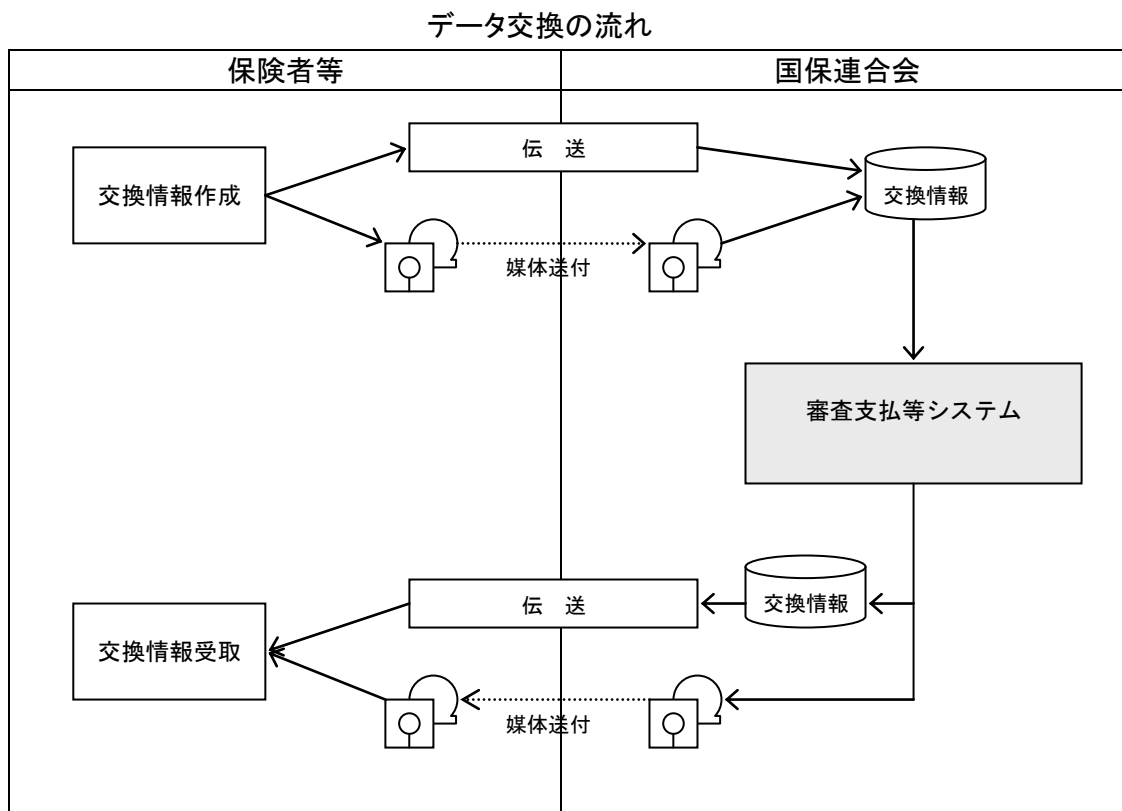 データ交換の流れ
保険者等
国保連合会
伝　送
交換情報作成
交換情報
媒体送付
審査支払等システム
伝　送
交換情報
交換情報受取
媒体送付